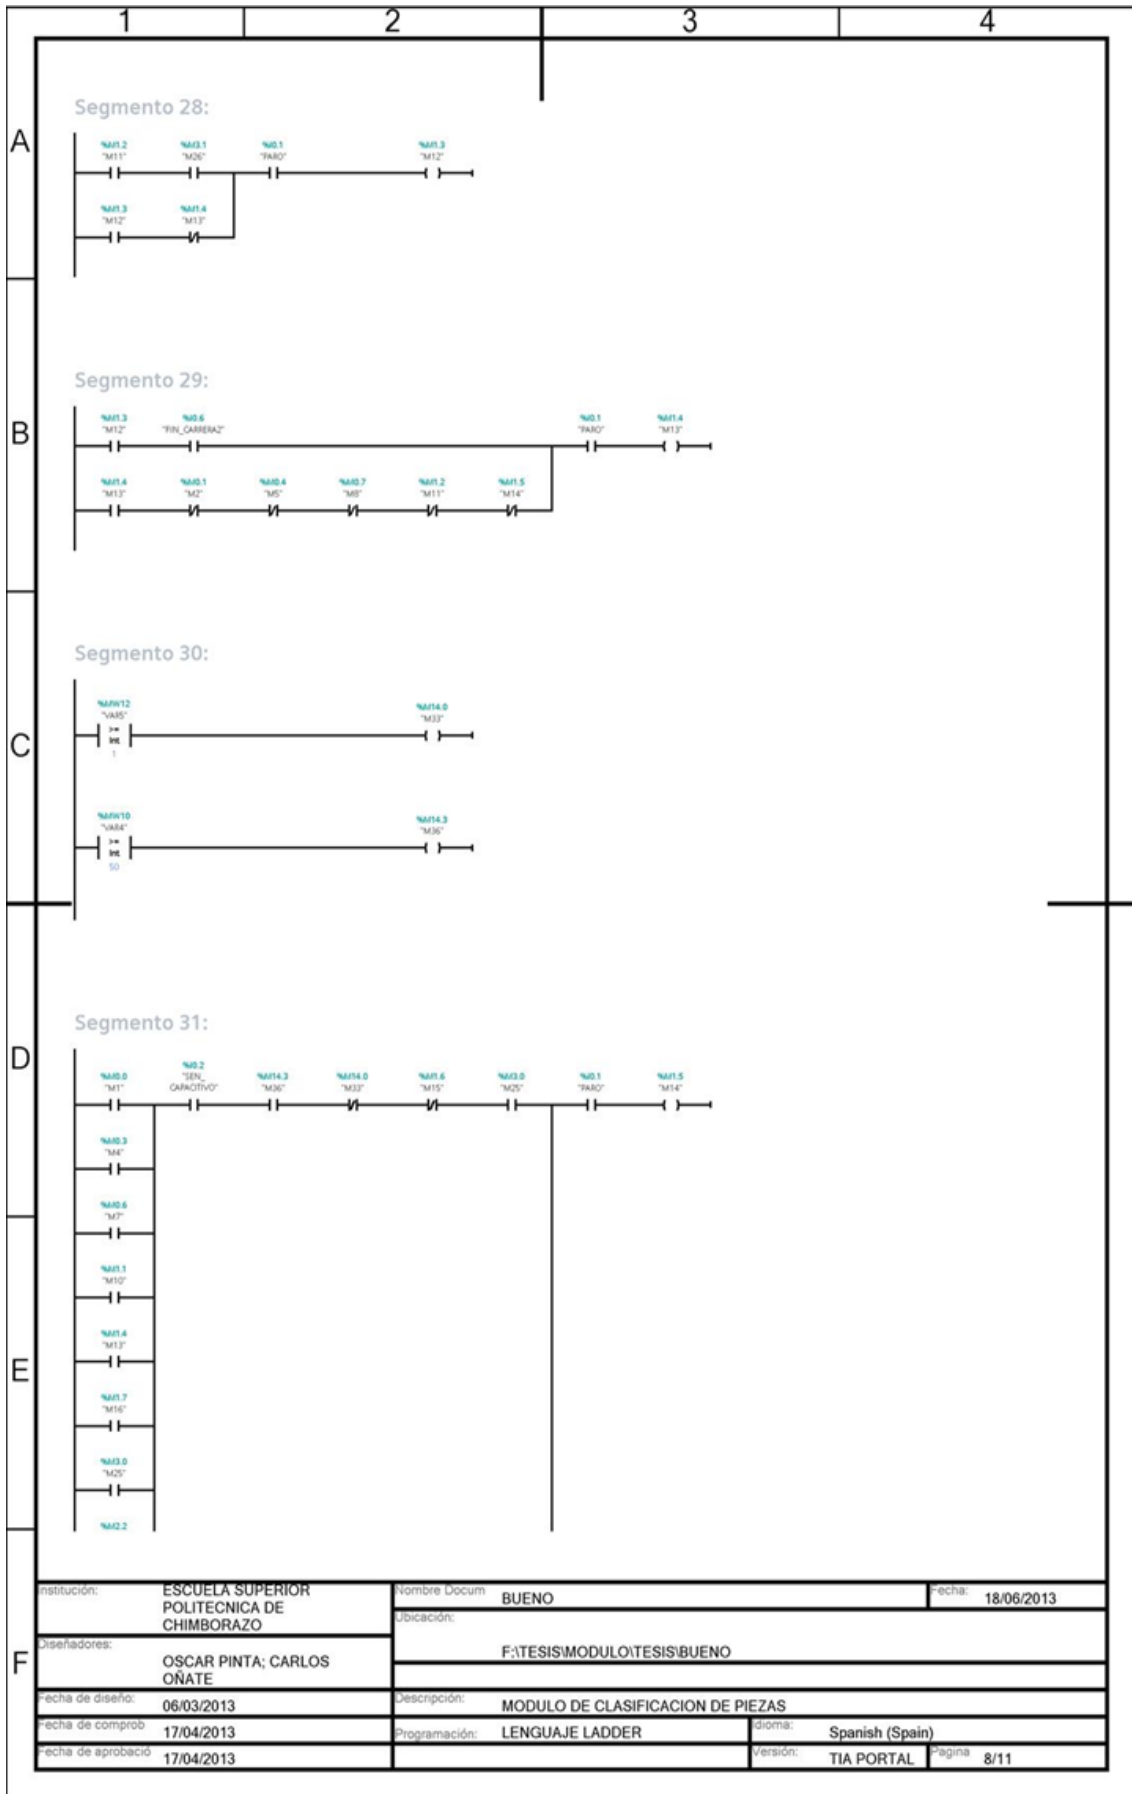 1 2 3 4
A
Segmento 28:
%M1.2 %M3.1 %I0.1 %M1.3
"M11" "M26" "PARO" "M12"
%M1.3 %M1.4
"M12" "M13"
B
Segmento 29:
%M1.3 %I0.6 %I0.1 %M1.4
"M12" "FIN_CARRERA2" "PARO" "M13"
%M1.4 %M0.1 %M0.4 %M0.7 %M1.2 %M1.5
"M13" "M2" "M5" "M8" "M11" "M14"
C
Segmento 30:
%MW12 %M14.0
"VAR5" "M33"
>=
Int
1
%MW10 %M14.3
"VAR4" "M36"
>=
Int
50
D
Segmento 31:
%M0.0 %I0.2 %M14.3 %M14.0 %M1.6 %M3.0 %I0.1 %M1.5
"M1" "SEN_CAPACITIVO" "M36" "M33" "M15" "M25" "PARO" "M14"
%M0.3
"M4"
%M0.6
"M7"
%M1.1
"M10"
E
%M1.4
"M13"
%M1.7
"M16"
%M3.0
"M25"
%M2.2
F
Institución: ESCUELA SUPERIOR
POLITECNICA DE
CHIMBORAZO
Nombre Docum BUENO
Fecha: 18/06/2013
Ubicación:
F:\TESIS\MODULO\TESIS\BUENO
Diseñadores:
OSCAR PINTA; CARLOS
OÑATE
Fecha de diseño: 06/03/2013
Descripción: MODULO DE CLASIFICACION DE PIEZAS
Fecha de comprob 17/04/2013
Programación: LENGUAJE LADDER
Idioma: Spanish (Spain)
Fecha de aprobació 17/04/2013
Versión: TIA PORTAL
Pagina 8/11